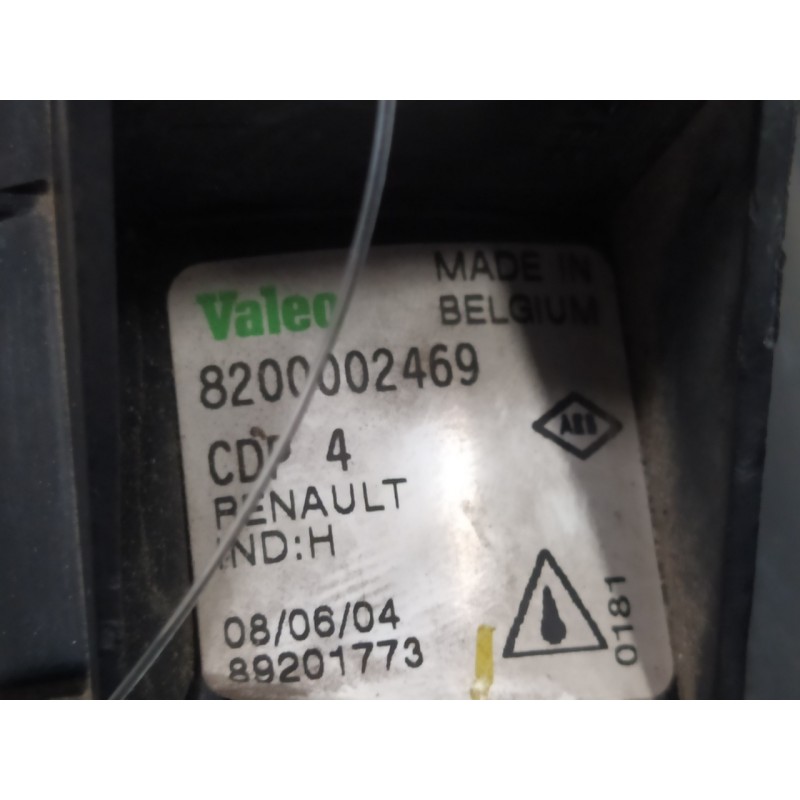 Valeo
MADE IN
BELGIUM
8200002469
CDP 4
RENAULT
IND:H
08/06/04
89201773
0181